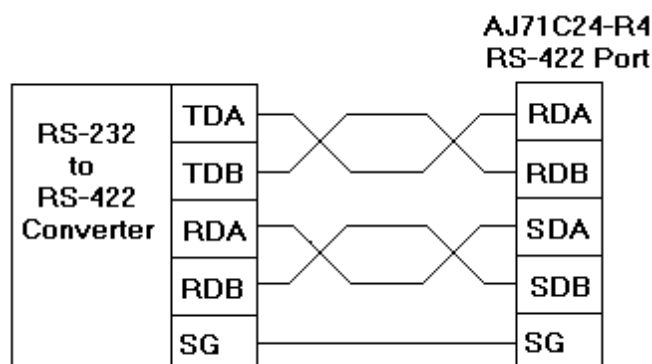 AJ71C24-R4
RS-422 Port
RS-232
to
RS-422
Converter
TDA
TDB
RDA
RDB
SG
RDA
RDB
SDA
SDB
SG